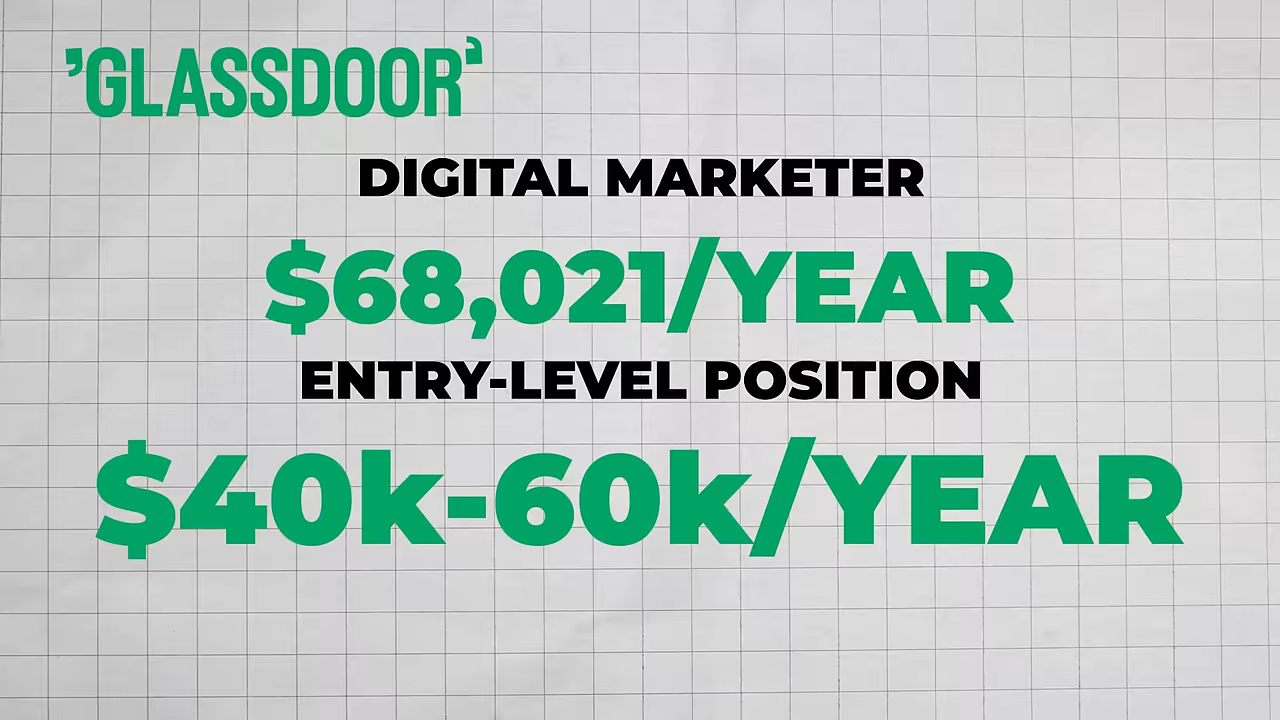 ’GLASSDOOR’
DIGITAL MARKETER
$68,021/YEAR
ENTRY-LEVEL POSITION
$40k-60k/YEAR